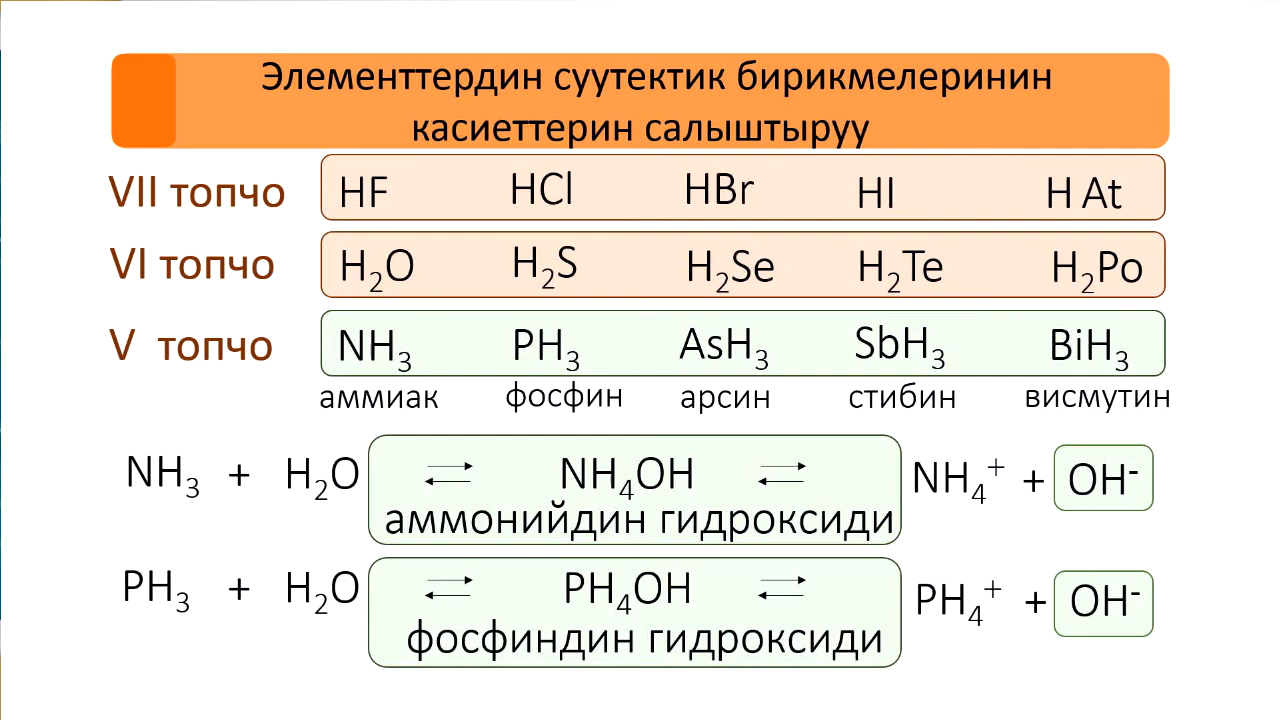 Элементтердин суутектик бирикмелеринин
касиеттерин салыштыруу
VII топчо HF HCl HBr HI H At
VI топчо H₂O H₂S H₂Se H₂Te H₂Po
V топчо NH₃ PH₃ AsH₃ SbH₃ BiH₃
аммиак фосфин арсин стибин висмутин
NH₃ + H₂O ⇄ NH₄OH ⇄ NH₄⁺ + OH⁻
аммонийдин гидроксиди
PH₃ + H₂O ⇄ PH₄OH ⇄ PH₄⁺ + OH⁻
фосфиндин гидроксиди